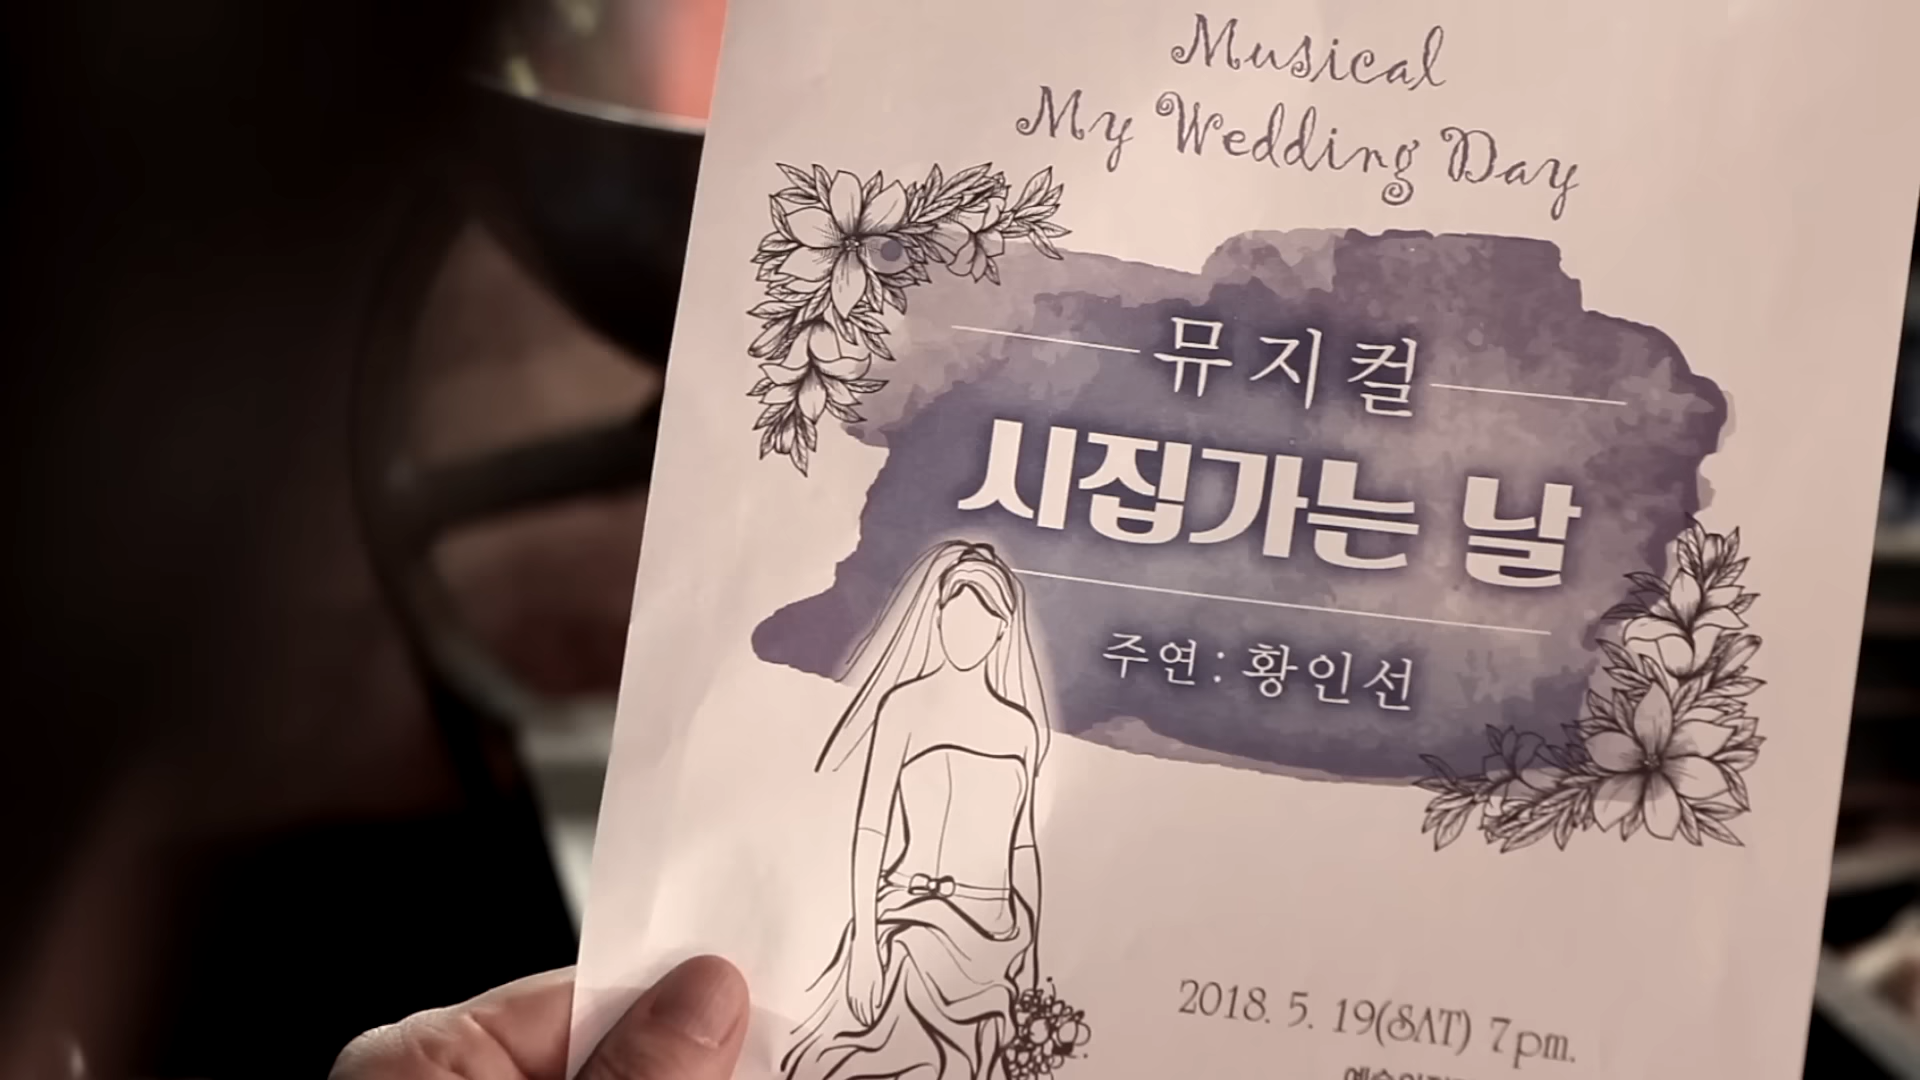 Musical
My Wedding Day
뮤지컬
시집가는 날
주연 : 황인선
2018. 5. 19(SAT) 7pm.